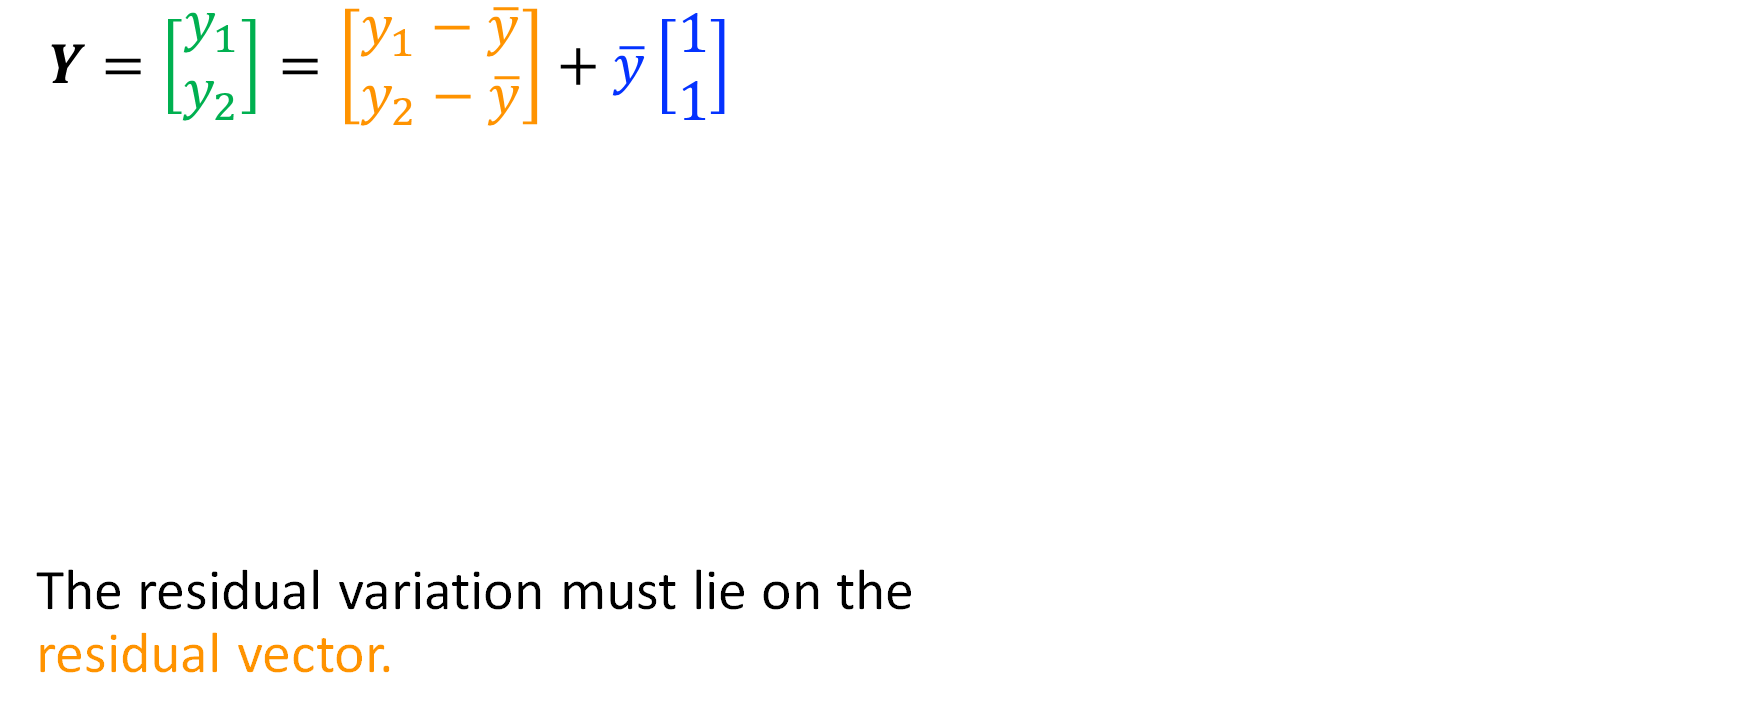 𝒀 = [y₁ y₂] = [y₁ − ȳ y₂ − ȳ] + ȳ [1 1]
The residual variation must lie on the
residual vector.